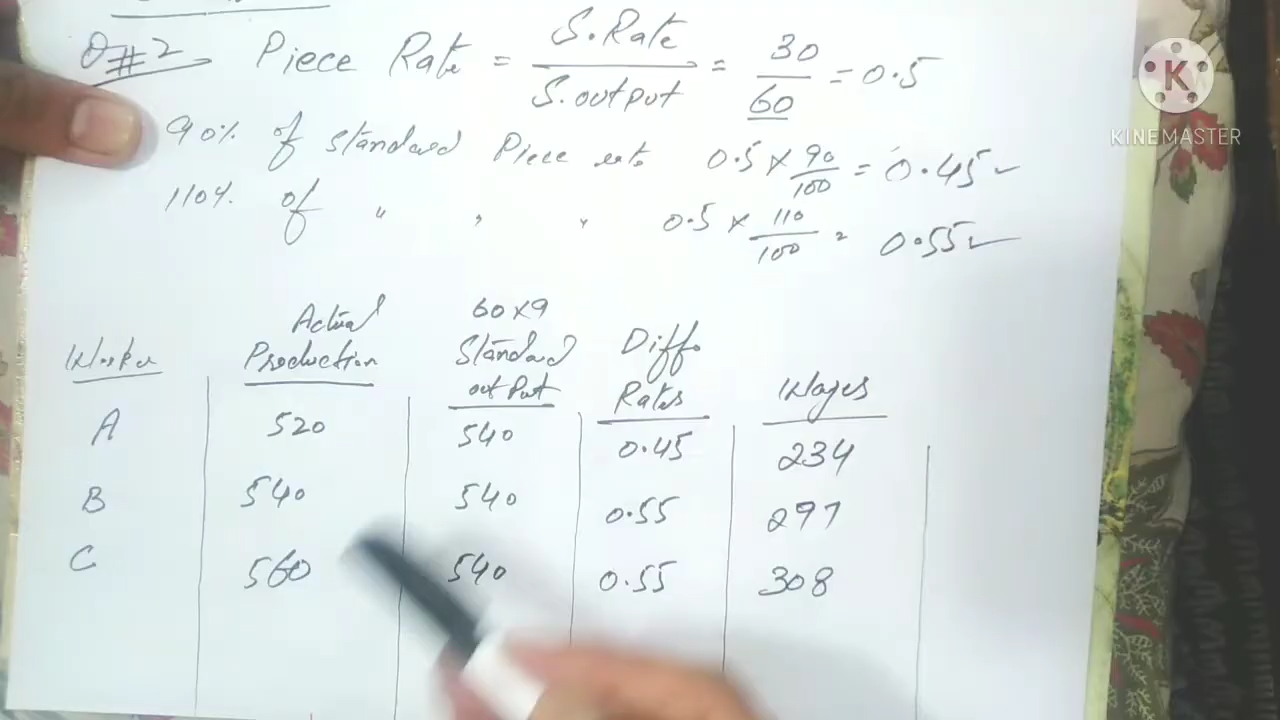 Q#2 Piece Rate = S.Rate / S.output = 30 / 60 = 0.5
90% of Standard Piece rate 0.5 × 90/100 = 0.45
110% of " " " 0.5 × 110/100 = 0.55
Worker Actual Production 60×9 Standard output Diff. Rates Wages
A 520 540 0.45 234
B 540 540 0.55 297
C 560 540 0.55 308
K
KINEMASTER